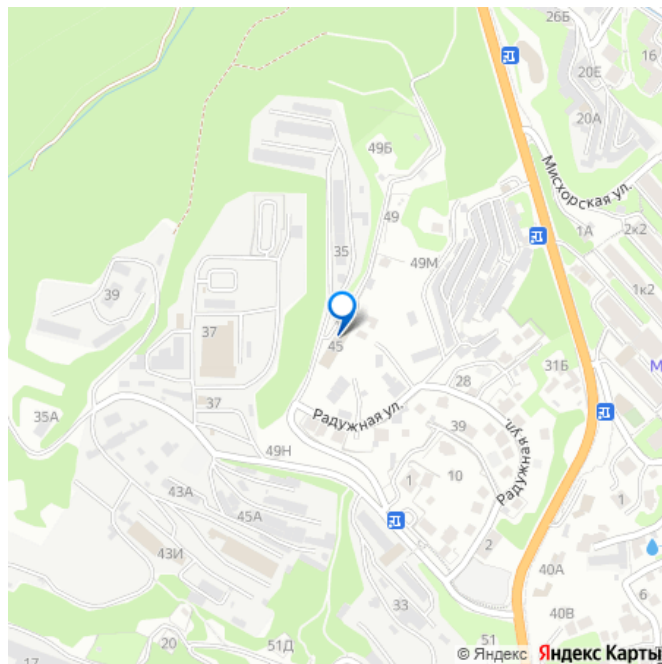 26Б
16
20Е
20А
49Б
Мисхорская ул.
49
1А
2к2
35
49М
39
1к2
37
45
М
31Б
28
37
Радужная ул.
35А
39
Радужная ул.
49Н
10
43А
1
1
45А
2
43И
40А
6
33
40В
20
51Д
51
17
© Яндекс Яндекс Карты